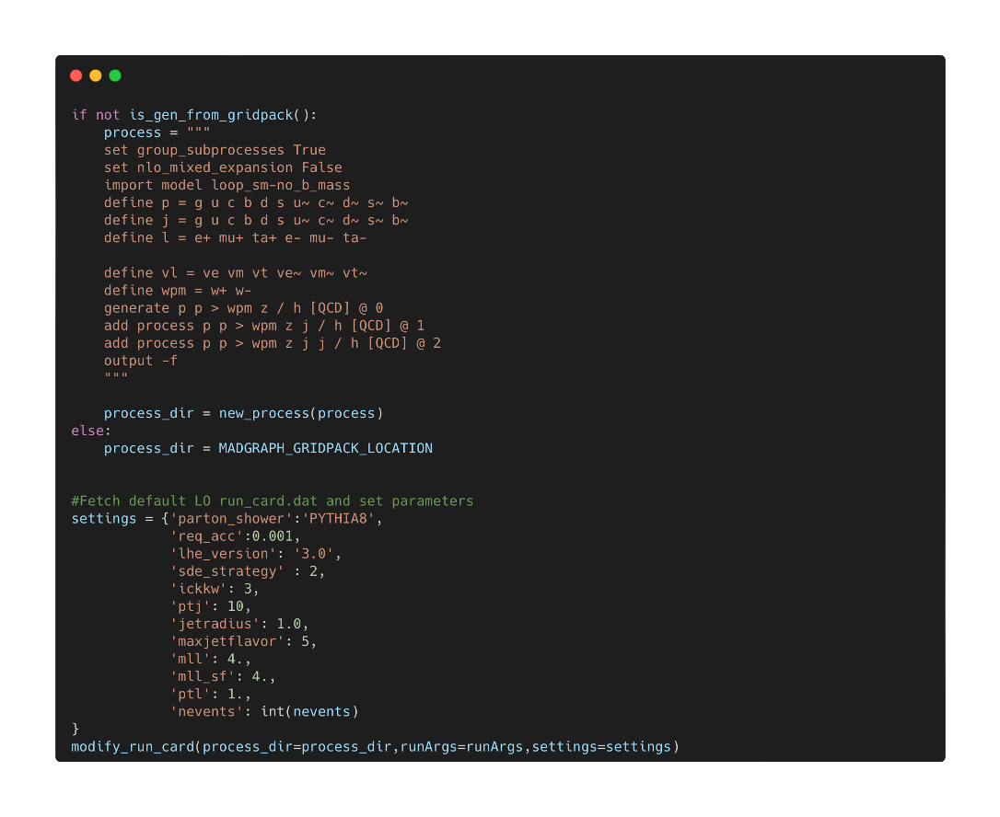 if not is_gen_from_gridpack():
    process = """
    set group_subprocesses True
    set nlo_mixed_expansion False
    import model loop_sm-no_b_mass
    define p = g u c b d s u~ c~ d~ s~ b~
    define j = g u c b d s u~ c~ d~ s~ b~
    define l = e+ mu+ ta+ e- mu- ta-

    define vl = ve vm vt ve~ vm~ vt~
    define wpm = w+ w-
    generate p p > wpm z / h [QCD] @ 0
    add process p p > wpm z j / h [QCD] @ 1
    add process p p > wpm z j j / h [QCD] @ 2
    output -f
    """

    process_dir = new_process(process)
else:
    process_dir = MADGRAPH_GRIDPACK_LOCATION


#Fetch default LO run_card.dat and set parameters
settings = {'parton_shower':'PYTHIA8',
            'req_acc':0.001,
            'lhe_version': '3.0',
            'sde_strategy' : 2,
            'ickkw': 3,
            'ptj': 10,
            'jetradius': 1.0,
            'maxjetflavor': 5,
            'mll': 4.,
            'mll_sf': 4.,
            'ptl': 1.,
            'nevents': int(nevents)
}
modify_run_card(process_dir=process_dir,runArgs=runArgs,settings=settings)